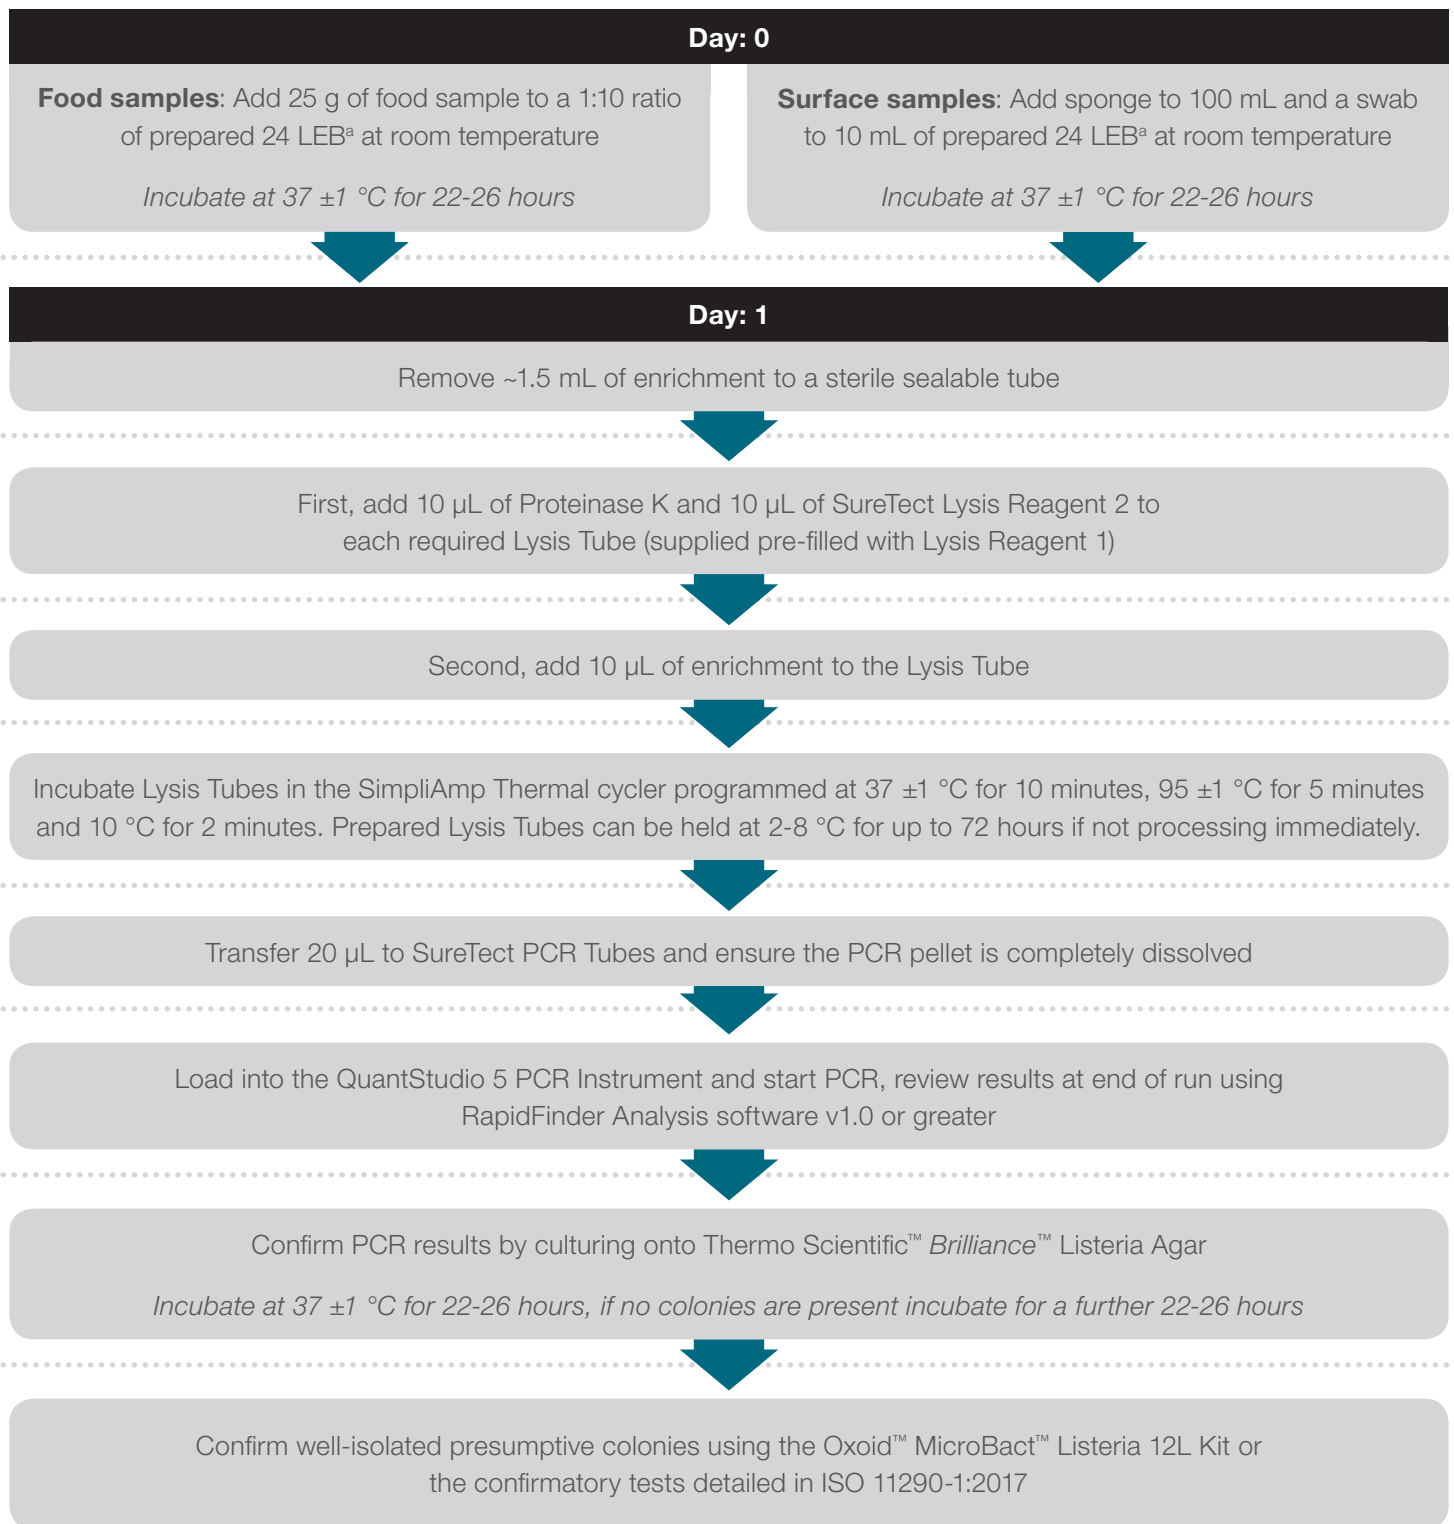 Day: 0
Food samples: Add 25 g of food sample to a 1:10 ratio
of prepared 24 LEBᵃ at room temperature
Incubate at 37 ±1 °C for 22-26 hours
Surface samples: Add sponge to 100 mL and a swab
to 10 mL of prepared 24 LEBᵃ at room temperature
Incubate at 37 ±1 °C for 22-26 hours
Day: 1
Remove ~1.5 mL of enrichment to a sterile sealable tube
First, add 10 µL of Proteinase K and 10 µL of SureTect Lysis Reagent 2 to
each required Lysis Tube (supplied pre-filled with Lysis Reagent 1)
Second, add 10 µL of enrichment to the Lysis Tube
Incubate Lysis Tubes in the SimpliAmp Thermal cycler programmed at 37 ±1 °C for 10 minutes, 95 ±1 °C for 5 minutes
and 10 °C for 2 minutes. Prepared Lysis Tubes can be held at 2-8 °C for up to 72 hours if not processing immediately.
Transfer 20 µL to SureTect PCR Tubes and ensure the PCR pellet is completely dissolved
Load into the QuantStudio 5 PCR Instrument and start PCR, review results at end of run using
RapidFinder Analysis software v1.0 or greater
Confirm PCR results by culturing onto Thermo Scientific™ Brilliance™ Listeria Agar
Incubate at 37 ±1 °C for 22-26 hours, if no colonies are present incubate for a further 22-26 hours
Confirm well-isolated presumptive colonies using the Oxoid™ MicroBact™ Listeria 12L Kit or
the confirmatory tests detailed in ISO 11290-1:2017